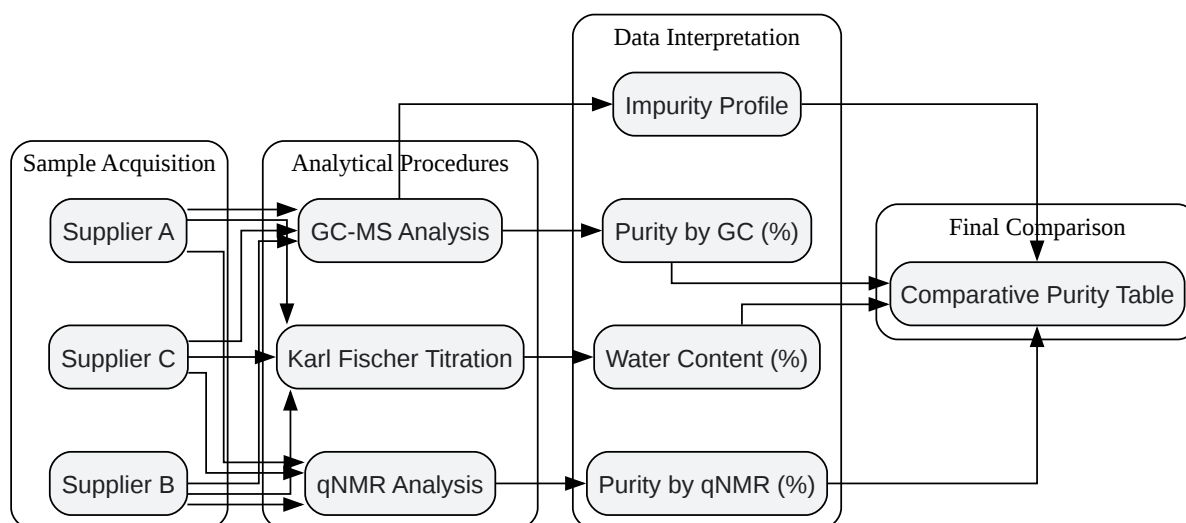 Data Interpretation
Impurity Profile
Sample Acquisition
Analytical Procedures
Supplier A
GC-MS Analysis
Purity by GC (%)
Final Comparison
Comparative Purity Table
Supplier C
Karl Fischer Titration
Water Content (%)
Supplier B
qNMR Analysis
Purity by qNMR (%)